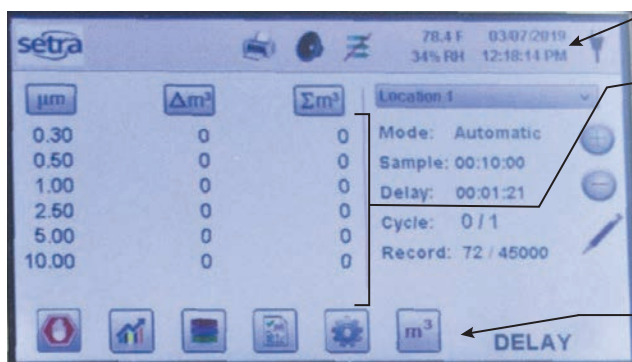 setra
78.4 F 03/07/2019
34% RH 12:18:14 PM
µm Δm³ Σm³
Location 1
0.30 0 0
0.50 0 0
1.00 0 0
2.50 0 0
5.00 0 0
10.00 0 0
Mode: Automatic
Sample: 00:10:00
Delay: 00:01:21
Cycle: 0 / 1
Record: 72 / 45000
m³
DELAY